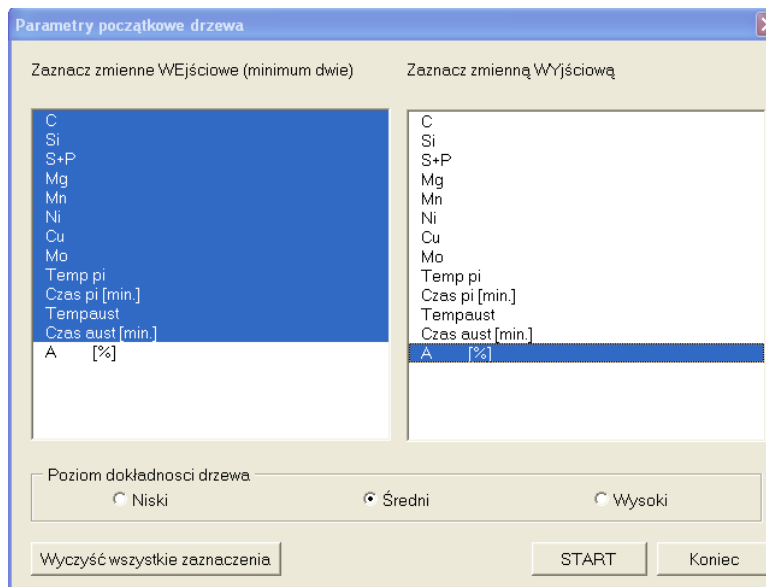 Parametry początkowe drzewa
Zaznacz zmienne WEjściowe (minimum dwie)
Zaznacz zmienną WYjściową
C
Si
S+P
Mg
Mn
Ni
Cu
Mo
Temp pi
Czas pi [min.]
Tempaust
Czas aust [min.]
A [%]
C
Si
S+P
Mg
Mn
Ni
Cu
Mo
Temp pi
Czas pi [min.]
Tempaust
Czas aust [min.]
A [%]
Poziom dokładnosci drzewa
Niski
Średni
Wysoki
Wyczyść wszystkie zaznaczenia
START
Koniec